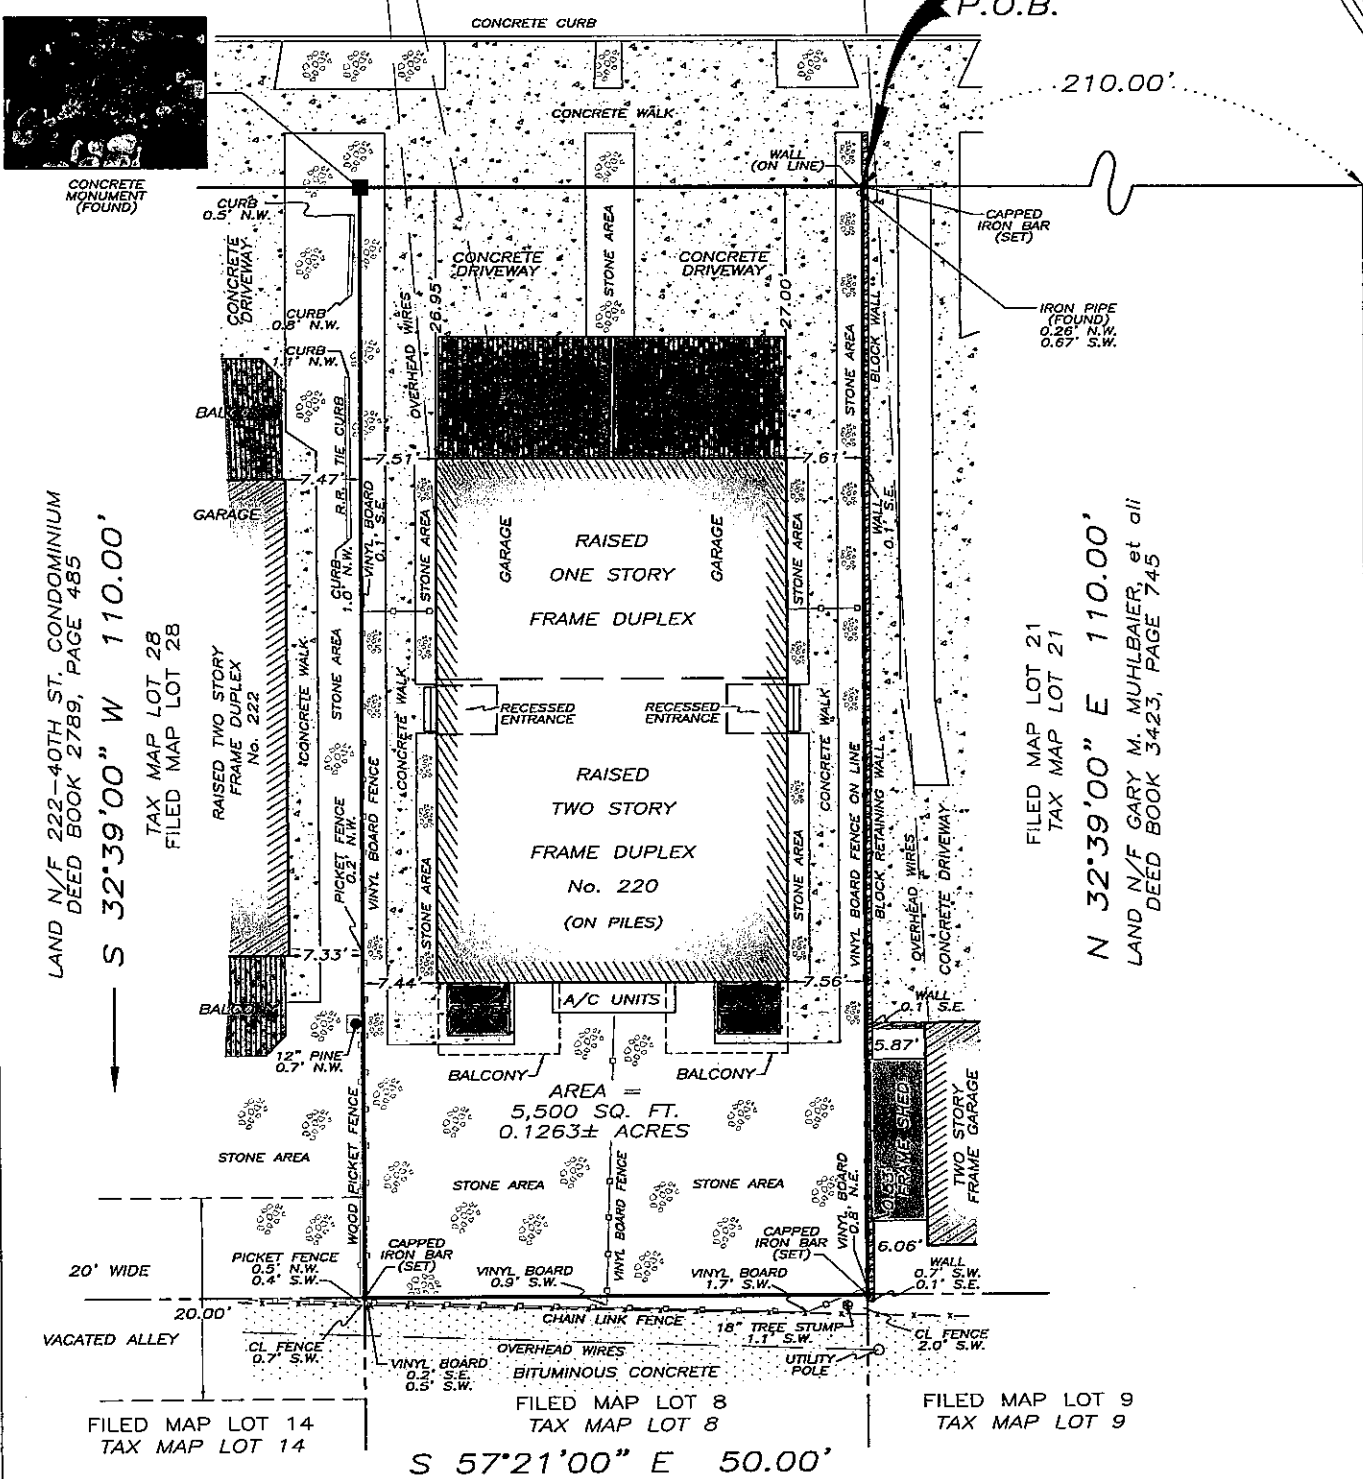 CONCRETE CURB
P.O.B.
210.00'
CONCRETE WALK
WALL
(ON LINE)
CONCRETE
MONUMENT
(FOUND)
CURB
0.5' N.W.
CAPPED
IRON BAR
(SET)
CONCRETE
DRIVEWAY
OVERHEAD WIRES
26.95'
CONCRETE
DRIVEWAY
STONE AREA
CONCRETE
DRIVEWAY
27.00'
STONE AREA
BLOCK WALL
IRON PIPE
(FOUND)
0.26' N.W.
0.67' S.W.
CURB
0.8' N.W.
CURB
1.1' N.W.
R.R. TIE CURB
GARAGE
7.47'
7.51'
7.61'
VINYL BOARD
0.1' S.E.
WALL
0.1' S.E.
CURB
1.0' N.W.
STONE AREA
GARAGE
RAISED
ONE STORY
FRAME DUPLEX
GARAGE
STONE AREA
LAND N/F 222-40TH ST. CONDOMINIUM
DEED BOOK 2789, PAGE 485
S 32°39'00" W 110.00'
TAX MAP LOT 28
FILED MAP LOT 28
RAISED TWO STORY
FRAME DUPLEX
No. 222
CONCRETE WALK
STONE AREA
PICKET FENCE
0.2' N.W.
VINYL BOARD FENCE
CONCRETE WALK
STONE AREA
RECESSED
ENTRANCE
RECESSED
ENTRANCE
RAISED
TWO STORY
FRAME DUPLEX
No. 220
(ON PILES)
STONE AREA
CONCRETE WALK
VINYL BOARD FENCE ON LINE
BLOCK RETAINING WALL
OVERHEAD WIRES
CONCRETE DRIVEWAY
FILED MAP LOT 21
TAX MAP LOT 21
N 32°39'00" E 110.00'
LAND N/F GARY M. MUHLBAIER, et ali
DEED BOOK 3423, PAGE 745
7.33'
7.44'
7.56'
A/C UNITS
WALL
0.1' S.E.
5.87'
12" PINE
0.7' N.W.
BALCONY
BALCONY
AREA =
5,500 SQ. FT.
0.1263± ACRES
FRAME SHED
TWO STORY
FRAME GARAGE
STONE AREA
WOOD PICKET FENCE
STONE AREA
VINYL BOARD FENCE
STONE AREA
VINYL BOARD
0.8' N.E.
6.06'
20' WIDE
PICKET FENCE
0.5' N.W.
0.4' S.W.
CAPPED
IRON BAR
(SET)
VINYL BOARD
0.9' S.W.
VINYL BOARD
1.7' S.W.
CAPPED
IRON BAR
(SET)
WALL
0.7' S.W.
0.1' S.E.
20.00'
VACATED ALLEY
CHAIN LINK FENCE
18" TREE STUMP
1.1' S.W.
CL FENCE
2.0' S.W.
CL FENCE
0.7' S.W.
VINYL BOARD
0.2' S.E.
0.5' S.W.
OVERHEAD WIRES
BITUMINOUS CONCRETE
UTILITY
POLE
FILED MAP LOT 14
TAX MAP LOT 14
FILED MAP LOT 8
TAX MAP LOT 8
FILED MAP LOT 9
TAX MAP LOT 9
S 57°21'00" E 50.00'